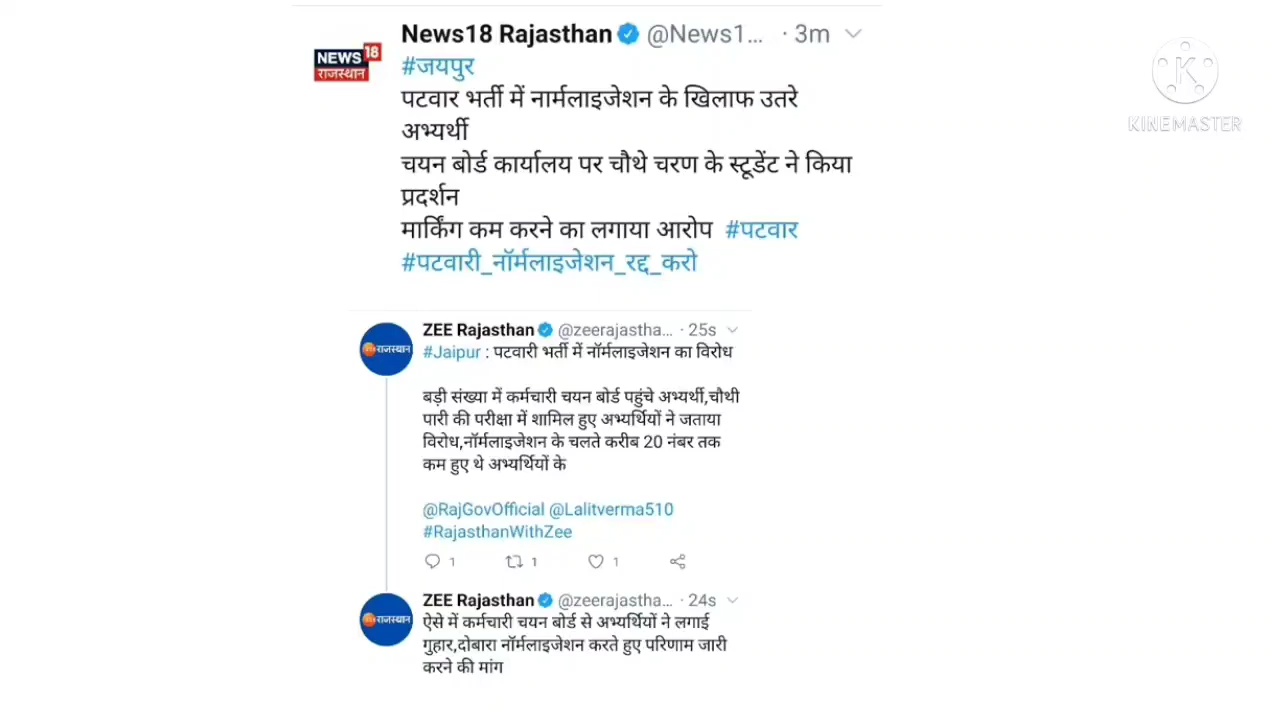 News18 Rajasthan @News1... · 3m
NEWS 18
राजस्थान
#जयपुर
पटवार भर्ती में नार्मलाइजेशन के खिलाफ उतरे
अभ्यर्थी
चयन बोर्ड कार्यालय पर चौथे चरण के स्टूडेंट ने किया
प्रदर्शन
मार्किंग कम करने का लगाया आरोप #पटवार
#पटवारी_नॉर्मलाइजेशन_रद्द_करो
K
KINEMASTER
ZEE Rajasthan @zeerajastha... · 25s
राजस्थान
#Jaipur : पटवारी भर्ती में नॉर्मलाइजेशन का विरोध
बड़ी संख्या में कर्मचारी चयन बोर्ड पहुंचे अभ्यर्थी,चौथी
पारी की परीक्षा में शामिल हुए अभ्यर्थियों ने जताया
विरोध,नॉर्मलाइजेशन के चलते करीब 20 नंबर तक
कम हुए थे अभ्यर्थियों के
@RajGovOfficial @Lalitverma510
#RajasthanWithZee
1 1 1
ZEE Rajasthan @zeerajastha... · 24s
राजस्थान
ऐसे में कर्मचारी चयन बोर्ड से अभ्यर्थियों ने लगाई
गुहार,दोबारा नॉर्मलाइजेशन करते हुए परिणाम जारी
करने की मांग